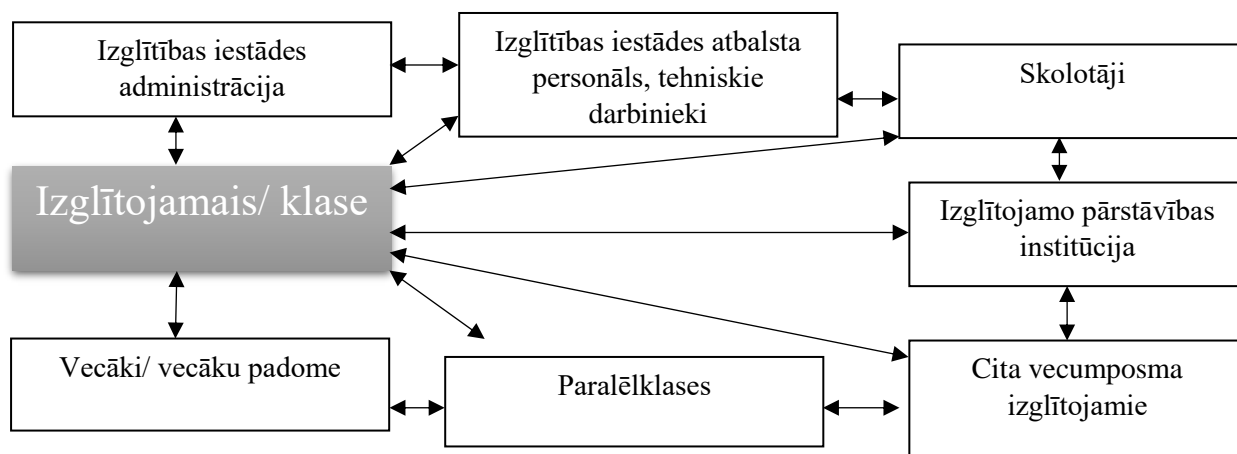 Izglītības iestādes
administrācija
Izglītības iestādes atbalsta
personāls, tehniskie
darbinieki
Skolotāji
Izglītojamais/ klase
Izglītojamo pārstāvības
institūcija
Vecāki/ vecāku padome
Paralēlklases
Cita vecumposma
izglītojamie